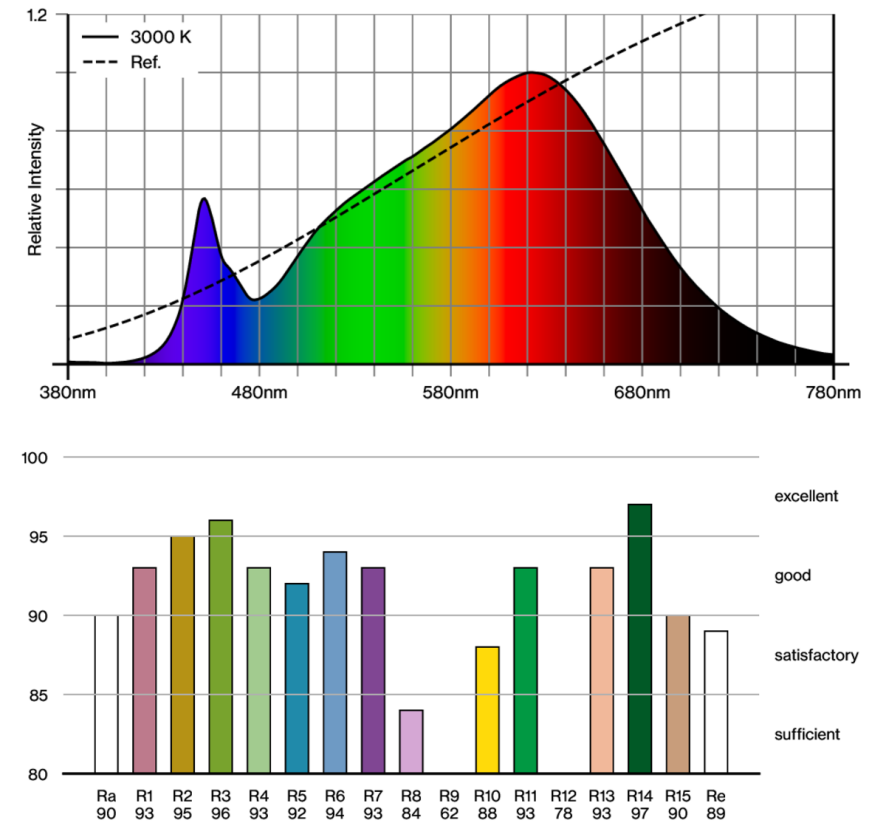 1.2
3000 K
Ref.
Relative Intensity
380nm 480nm 580nm 680nm 780nm
100
excellent
95
good
90
satisfactory
85
sufficient
80
Ra R1 R2 R3 R4 R5 R6 R7 R8 R9 R10 R11 R12 R13 R14 R15 Re
90 93 95 96 93 92 94 93 84 62 88 93 78 93 97 90 89